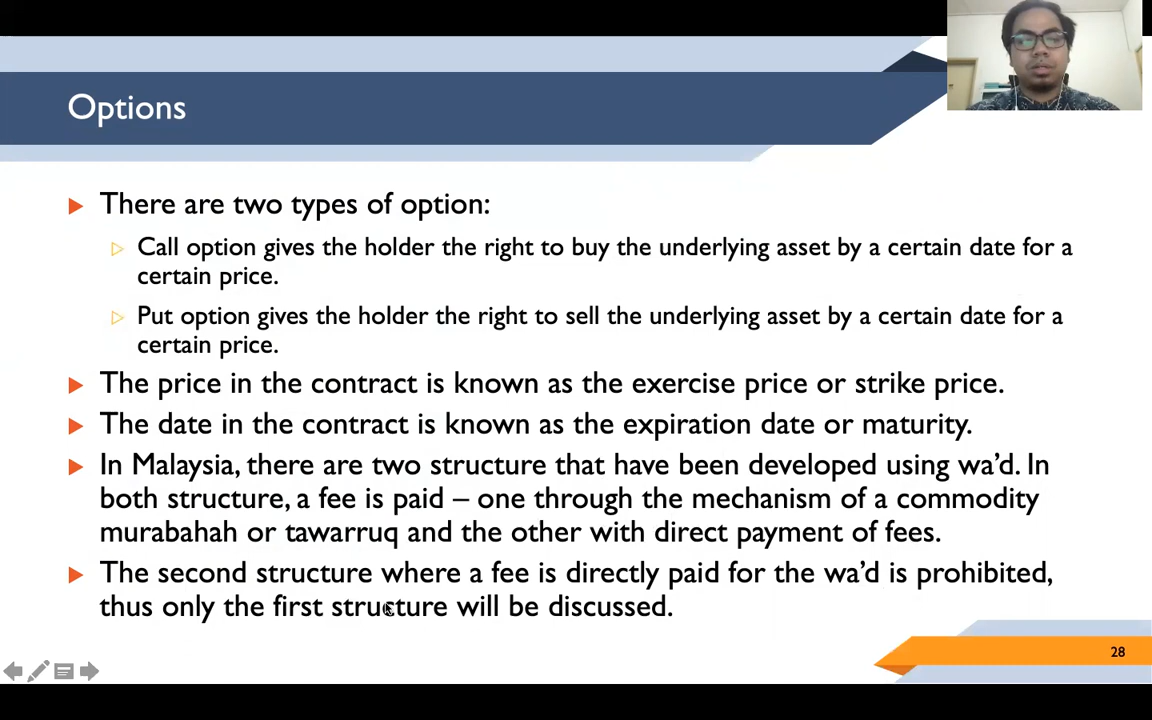 Options
There are two types of option:
Call option gives the holder the right to buy the underlying asset by a certain date for a
certain price.
Put option gives the holder the right to sell the underlying asset by a certain date for a
certain price.
The price in the contract is known as the exercise price or strike price.
The date in the contract is known as the expiration date or maturity.
In Malaysia, there are two structure that have been developed using wa’d. In
both structure, a fee is paid – one through the mechanism of a commodity
murabahah or tawarruq and the other with direct payment of fees.
The second structure where a fee is directly paid for the wa’d is prohibited,
thus only the first structure will be discussed.
28